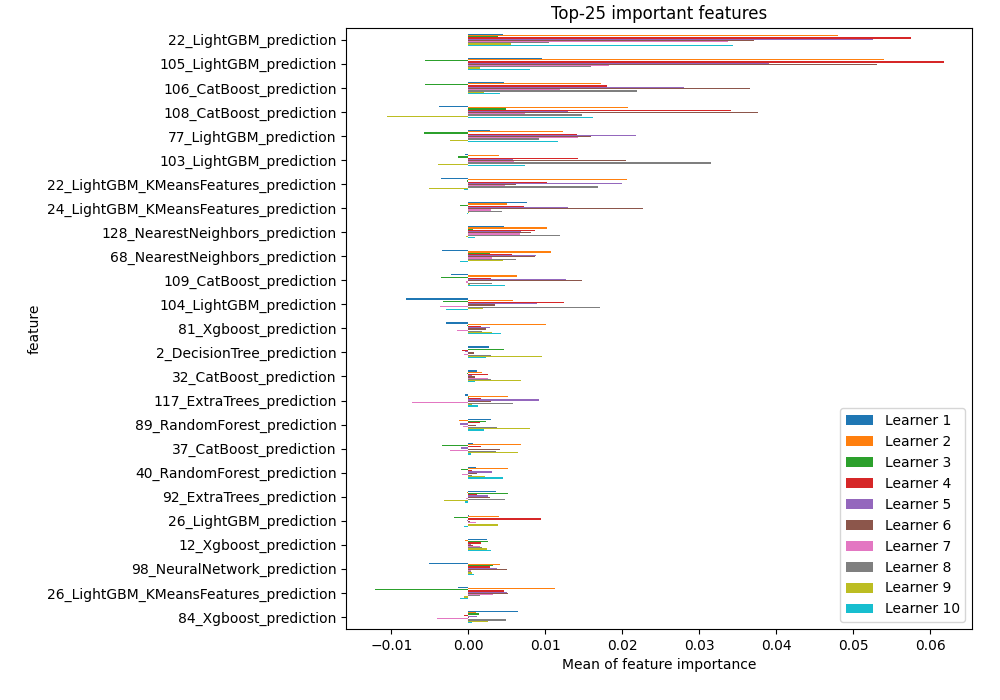 Top-25 important features
feature
22_LightGBM_prediction
105_LightGBM_prediction
106_CatBoost_prediction
108_CatBoost_prediction
77_LightGBM_prediction
103_LightGBM_prediction
22_LightGBM_KMeansFeatures_prediction
24_LightGBM_KMeansFeatures_prediction
128_NearestNeighbors_prediction
68_NearestNeighbors_prediction
109_CatBoost_prediction
104_LightGBM_prediction
81_Xgboost_prediction
2_DecisionTree_prediction
32_CatBoost_prediction
117_ExtraTrees_prediction
89_RandomForest_prediction
37_CatBoost_prediction
40_RandomForest_prediction
92_ExtraTrees_prediction
26_LightGBM_prediction
12_Xgboost_prediction
98_NeuralNetwork_prediction
26_LightGBM_KMeansFeatures_prediction
84_Xgboost_prediction
Learner 1
Learner 2
Learner 3
Learner 4
Learner 5
Learner 6
Learner 7
Learner 8
Learner 9
Learner 10
−0.01 0.00 0.01 0.02 0.03 0.04 0.05 0.06
Mean of feature importance